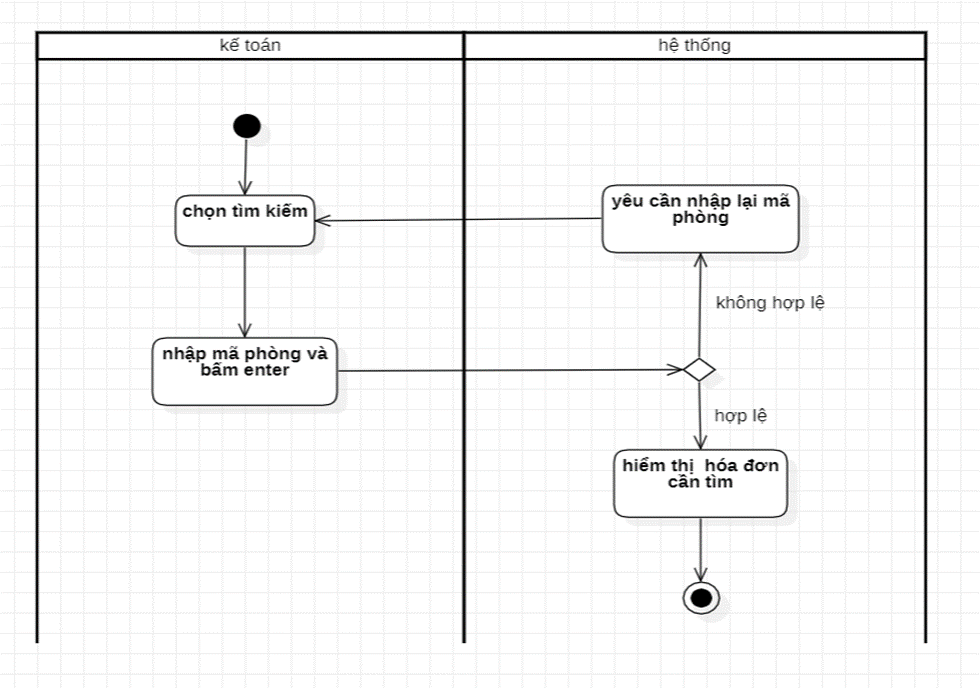 kế toán
hệ thống
chọn tìm kiếm
yêu cần nhập lại mã
phòng
không hợp lệ
nhập mã phòng và
bấm enter
hợp lệ
hiểm thị  hóa đơn
cần tìm